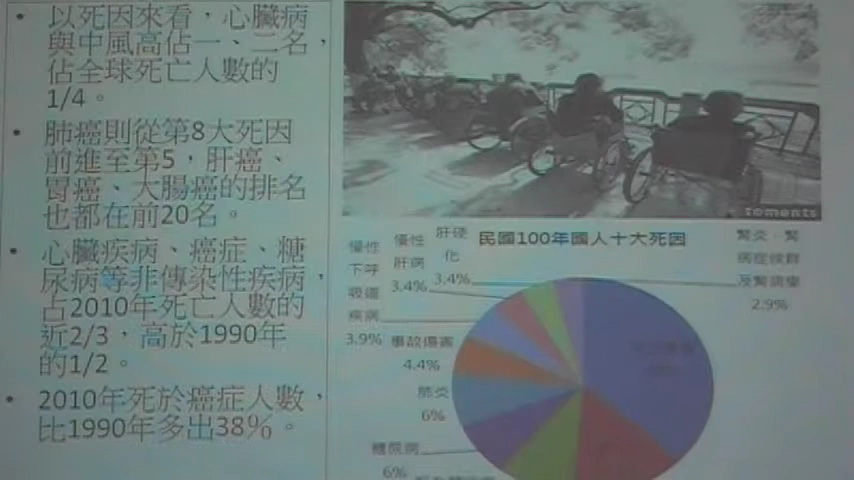 • 以死因來看，心臟病
與中風高佔一、二名，
佔全球死亡人數的
1/4。
• 肺癌則從第8大死因
前進至第5，肝癌、
胃癌、大腸癌的排名
也都在前20名。
• 心臟疾病、癌症、糖
尿病等非傳染性疾病，
占2010年死亡人數的
近2/3，高於1990年
的1/2。
• 2010年死於癌症人數，
比1990年多出38%。
toments
民國100年國人十大死因
慢性
下呼
吸道
疾病
3.9%
慢性
肝病
3.4%
肝硬
化
3.4%
腎炎、腎
病症候群
及腎病變
2.9%
事故傷害
4.4%
肺炎
6%
糖尿病
6%